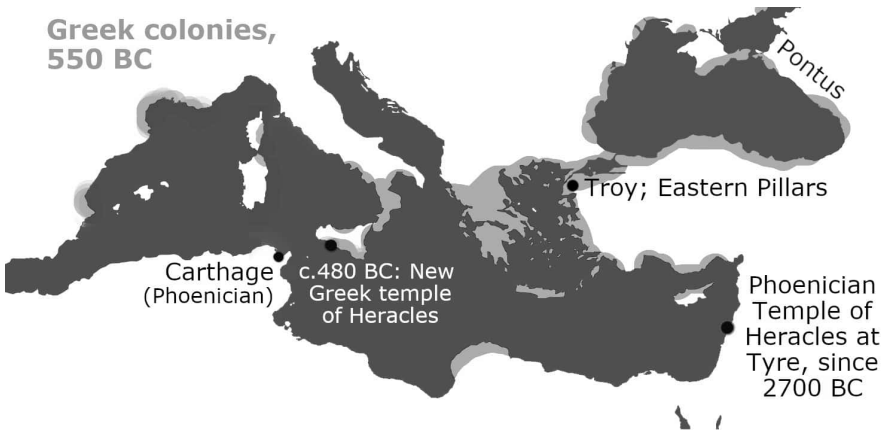 Greek colonies,
550 BC
Pontus
Troy; Eastern Pillars
Carthage
(Phoenician)
c.480 BC: New
Greek temple
of Heracles
Phoenician
Temple of
Heracles at
Tyre, since
2700 BC